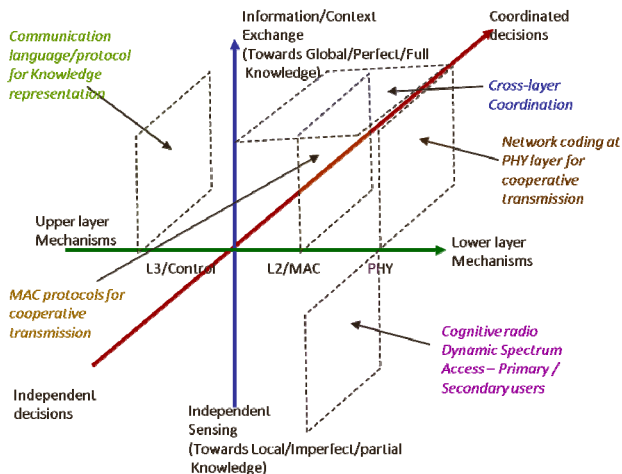 Communication
language/protocol
for Knowledge
representation
Information/Context
Exchange
(Towards Global/Perfect/Full
Knowledge)
Coordinated
decisions
Cross-layer
Coordination
Network coding at
PHY layer for
cooperative
transmission
Upper layer
Mechanisms
L3/Control
L2/MAC
PHY
Lower layer
Mechanisms
MAC protocols for
cooperative
transmission
Cognitive radio
Dynamic Spectrum
Access – Primary /
Secondary users
Independent
decisions
Independent
Sensing
(Towards Local/Imperfect/partial
Knowledge)